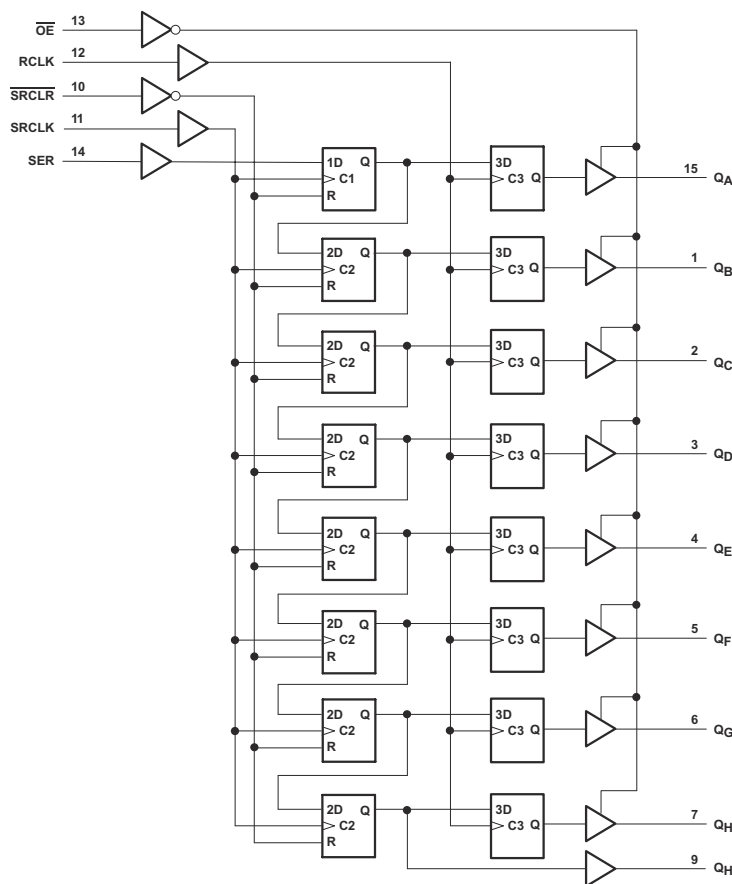 OE 13
RCLK 12
SRCLR 10
SRCLK 11
SER 14
1D Q
C1
R
3D
C3 Q
15 QA
2D Q
C2
R
3D
C3 Q
1 QB
2D Q
C2
R
3D
C3 Q
2 QC
2D Q
C2
R
3D
C3 Q
3 QD
2D Q
C2
R
3D
C3 Q
4 QE
2D Q
C2
R
3D
C3 Q
5 QF
2D Q
C2
R
3D
C3 Q
6 QG
2D Q
C2
R
3D
C3 Q
7 QH
9 QH